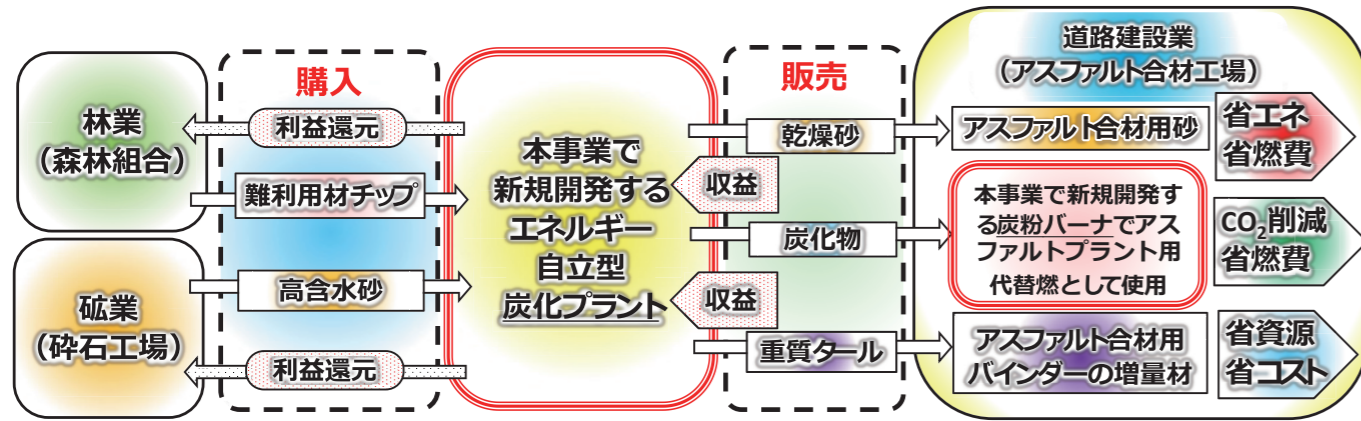 林業
（森林組合）
砿業
（砕石工場）
購入
利益還元
難利用材チップ
高含水砂
利益還元
本事業で
新規開発する
エネルギー
自立型
炭化プラント
販売
乾燥砂
収益
炭化物
収益
重質タール
道路建設業
（アスファルト合材工場）
アスファルト合材用砂
省エネ
省燃費
本事業で新規開発す
る炭粉バーナでアス
ファルトプラント用
代替燃として使用
CO₂削減
省燃費
アスファルト合材用
バインダーの増量材
省資源
省コスト